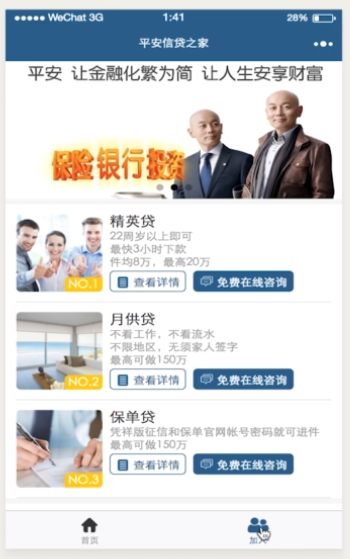 WeChat 3G 1:41 28%
平安信贷之家
平安 让金融化繁为简 让人生安享财富
保险银行投资
精英贷
22周岁以上即可
最快3小时下款
件均8万，最高20万
NO.1
查看详情 免费在线咨询
月供贷
不看工作，不看流水
不限地区，无须家人签字
最高可做150万
NO.2
查看详情 免费在线咨询
保单贷
凭祥版征信和保单官网帐号密码就可进件
最高可做150万
NO.3
查看详情 免费在线咨询
首页 加入